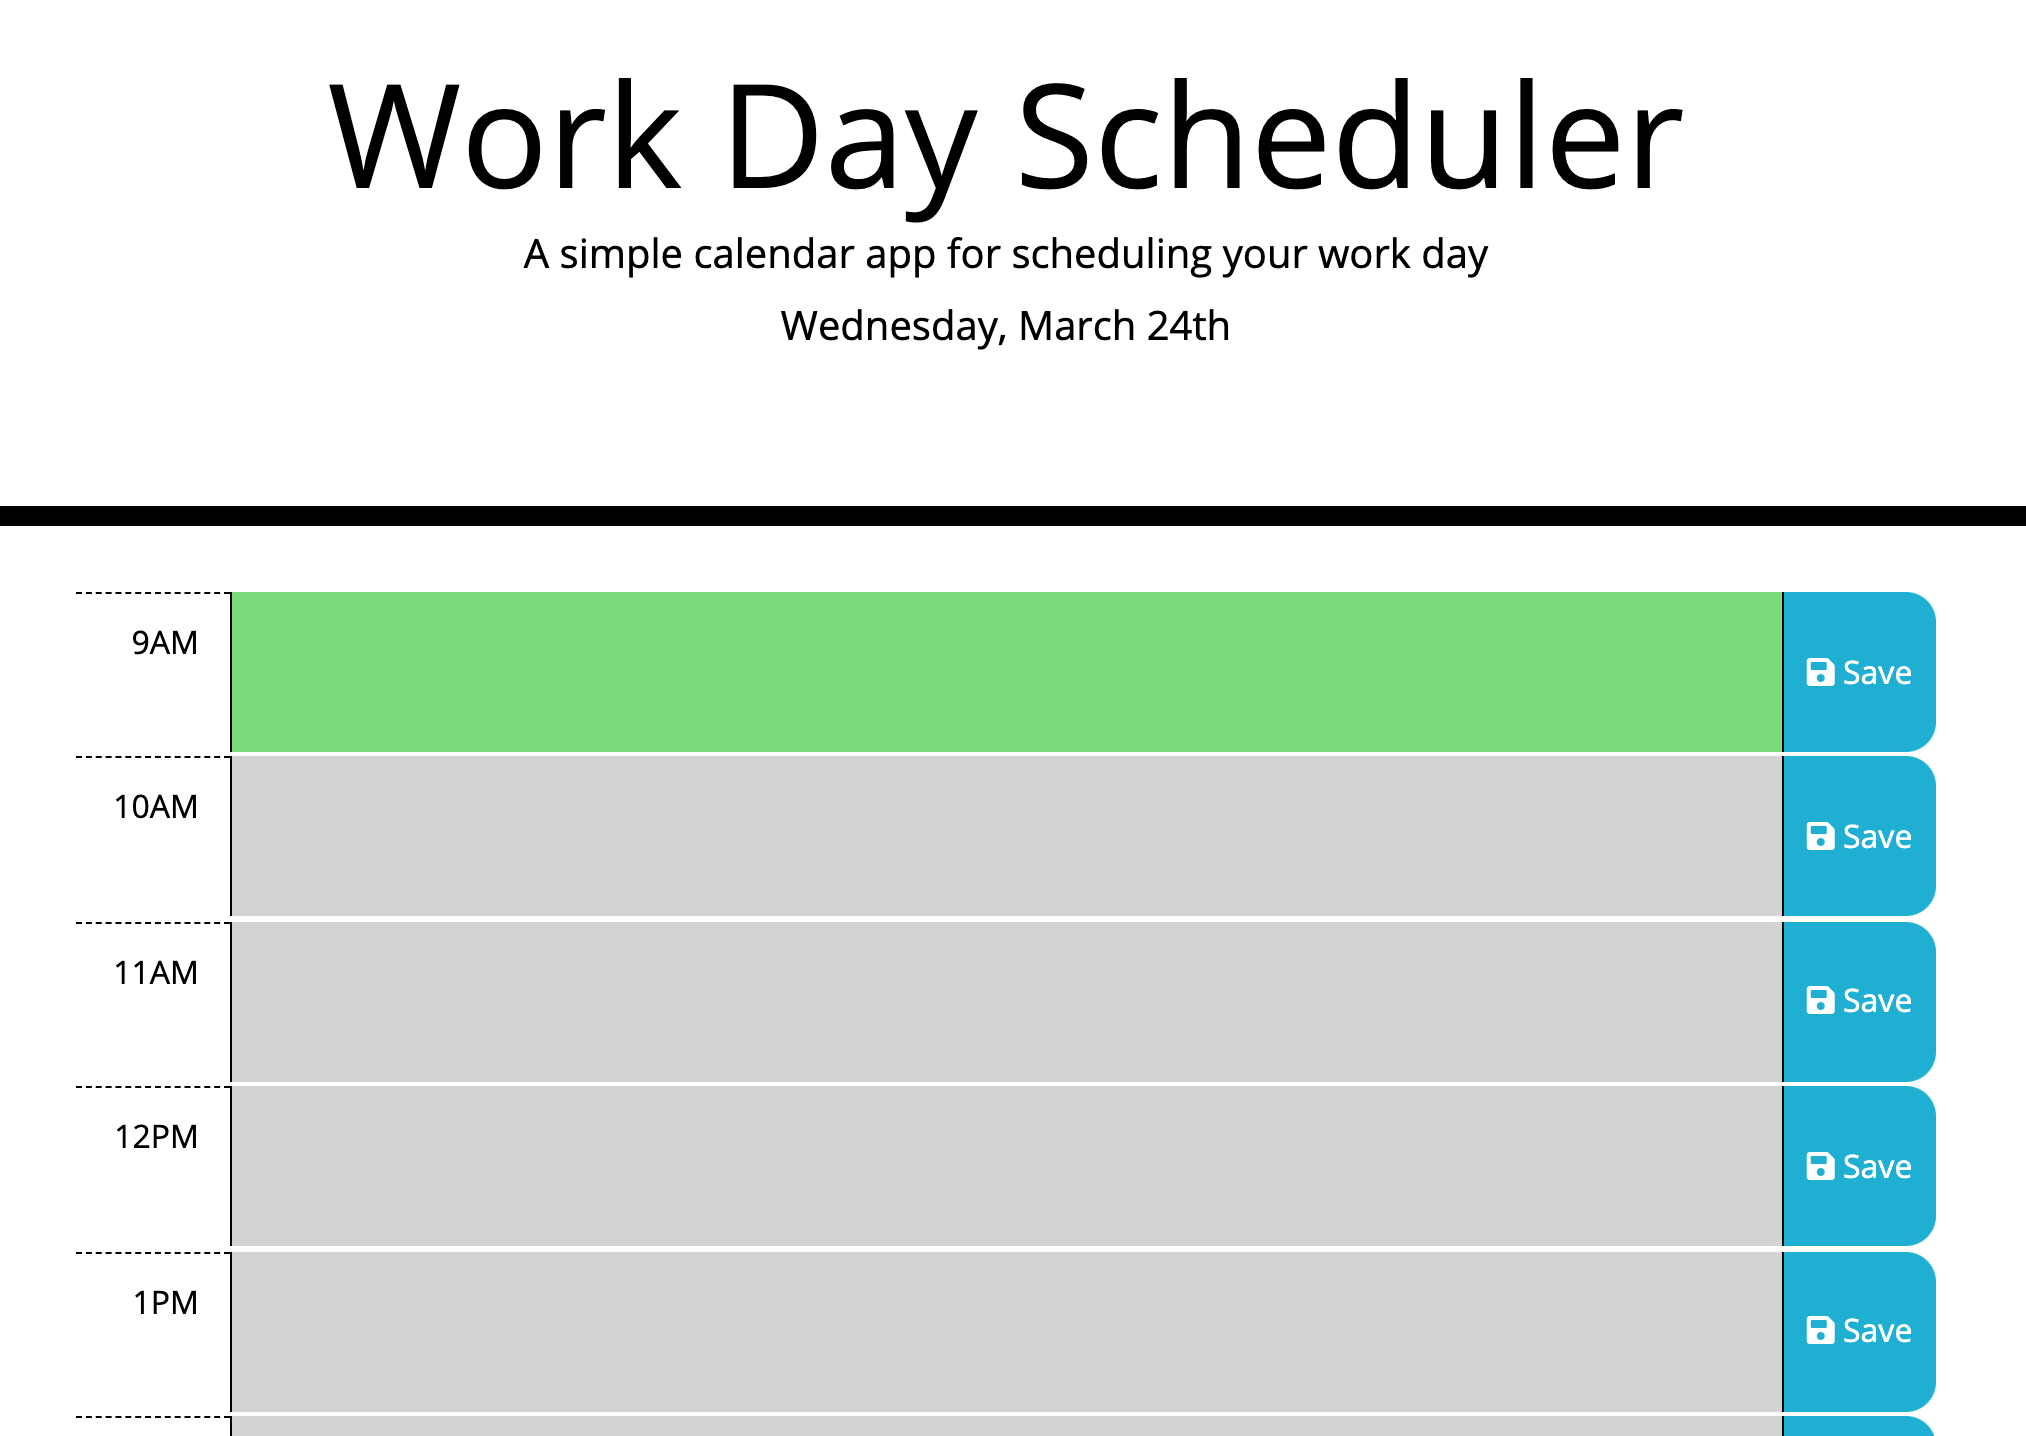 Work Day Scheduler
A simple calendar app for scheduling your work day
Wednesday, March 24th
9AM
Save
10AM
Save
11AM
Save
12PM
Save
1PM
Save